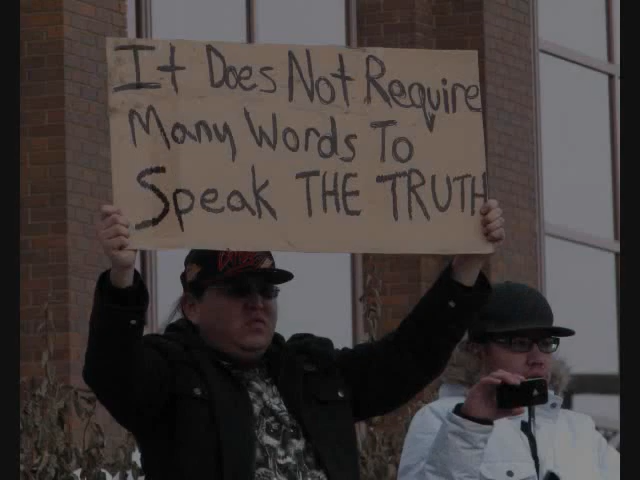 It Does Not Require
Many Words To
Speak THE TRUTH